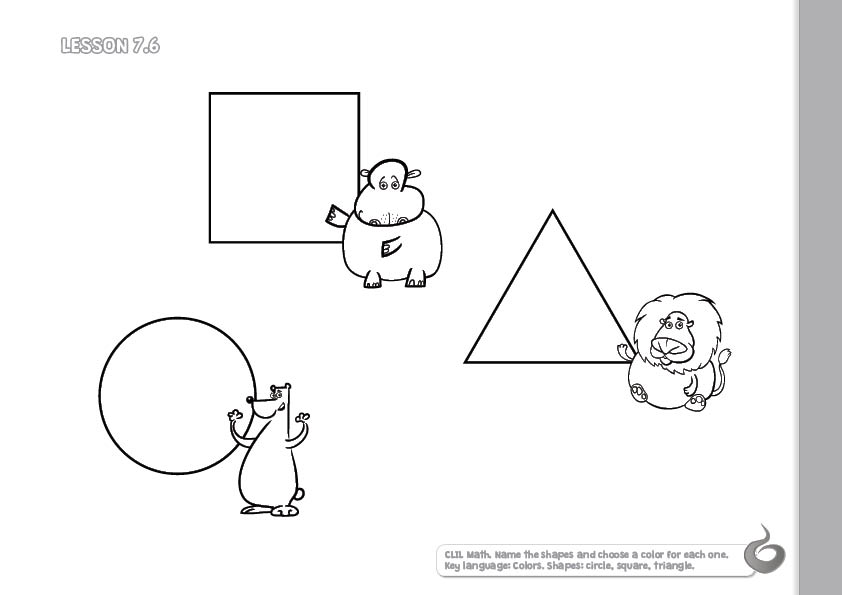 LESSON 7.6
CLIL Math. Name the shapes and choose a color for each one.
Key language: Colors. Shapes: circle, square, triangle.